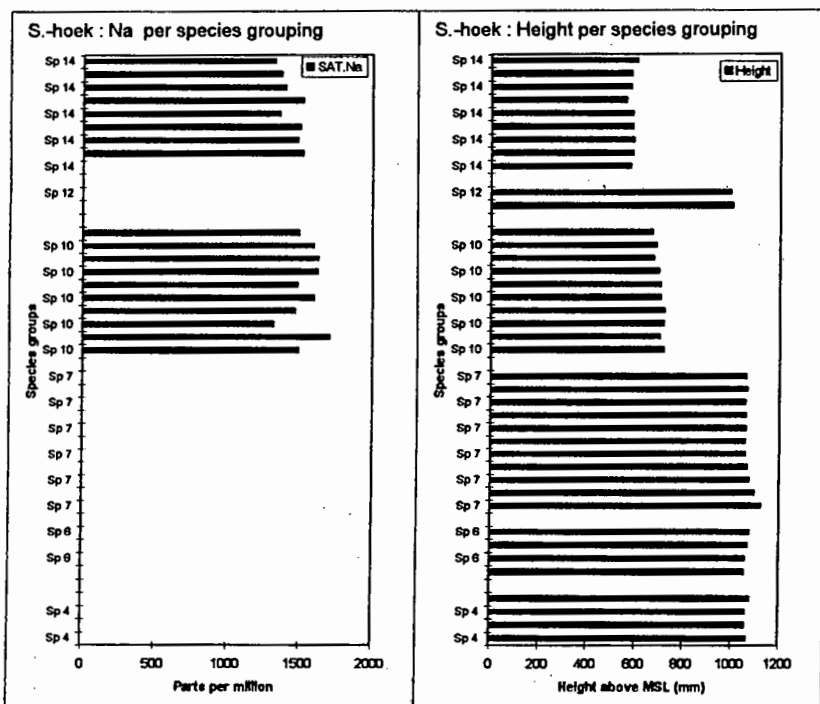 S.-hoek : Na per species grouping
SAT.Na
Sp 14
Sp 14
Sp 14
Sp 14
Sp 14
Sp 12
Sp 10
Sp 10
Sp 10
Sp 10
Sp 10
Sp 7
Sp 7
Sp 7
Sp 7
Sp 7
Sp 7
Sp 6
Sp 6
Sp 4
Sp 4
Species groups
0 500 1000 1500 2000
Parts per million
S.-hoek : Height per species grouping
Height
Sp 14
Sp 14
Sp 14
Sp 14
Sp 14
Sp 12
Sp 10
Sp 10
Sp 10
Sp 10
Sp 10
Sp 7
Sp 7
Sp 7
Sp 7
Sp 7
Sp 7
Sp 6
Sp 6
Sp 4
Sp 4
Species groups
0 200 400 600 800 1000 1200
Height above MSL (mm)